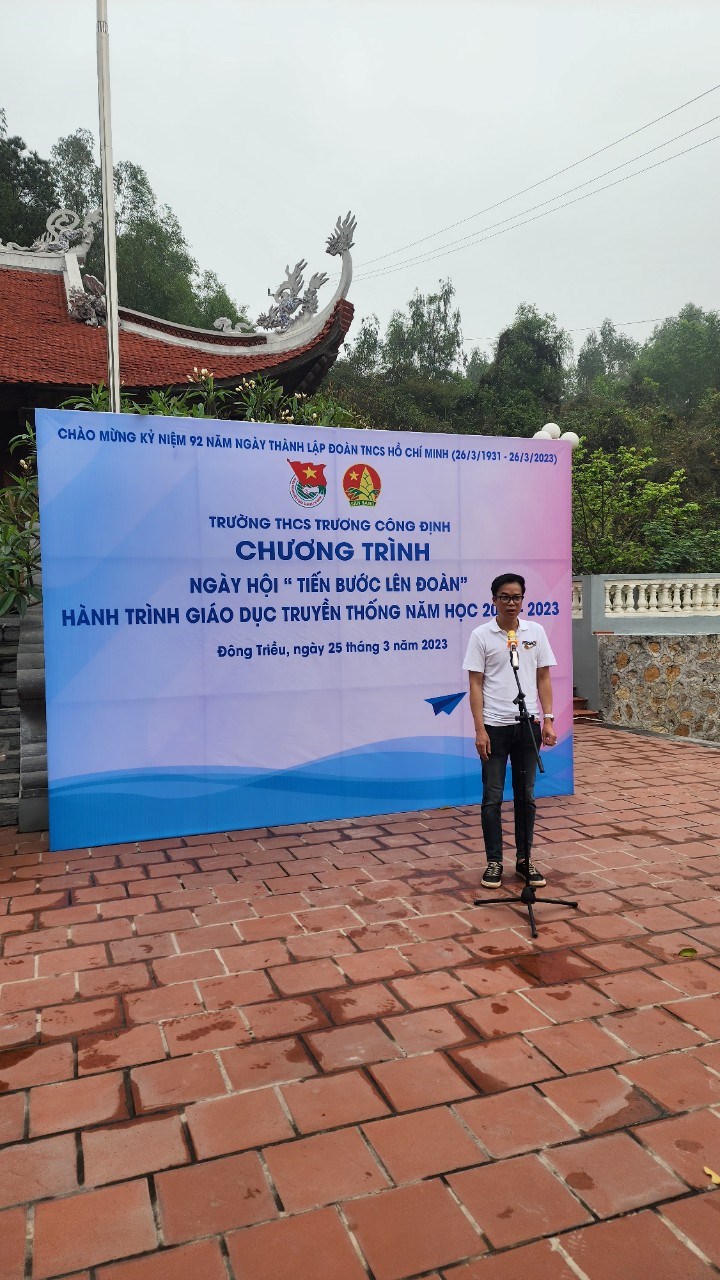 CHÀO MỪNG KỶ NIỆM 92 NĂM NGÀY THÀNH LẬP ĐOÀN TNCS HỒ CHÍ MINH (26/3/1931 - 26/3/2023)
TRƯỜNG THCS TRƯƠNG CÔNG ĐỊNH
CHƯƠNG TRÌNH
NGÀY HỘI “ TIẾN BƯỚC LÊN ĐOÀN”
HÀNH TRÌNH GIÁO DỤC TRUYỀN THỐNG NĂM HỌC 2023
Đông Triều, ngày 25 tháng 3 năm 2023